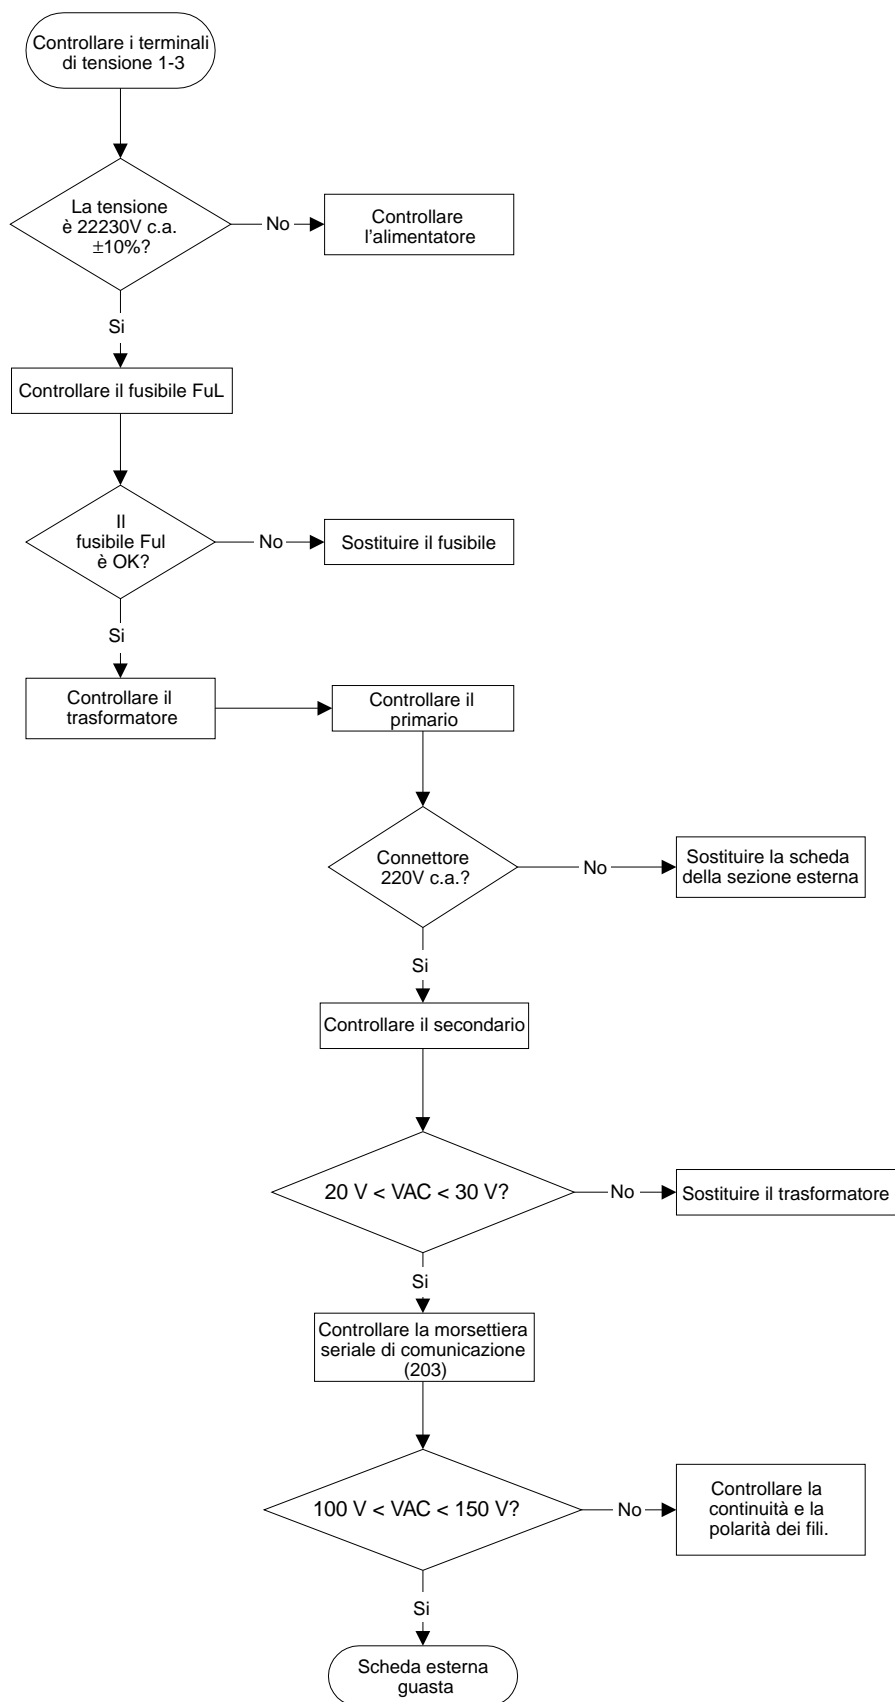 Controllare i terminali
di tensione 1-3
La tensione
è 22230V c.a.
±10%?
No
Controllare
l'alimentatore
Si
Controllare il fusibile FuL
Il
fusibile Ful
è OK?
No
Sostituire il fusibile
Si
Controllare il
trasformatore
Controllare il
primario
Connettore
220V c.a.?
No
Sostituire la scheda
della sezione esterna
Si
Controllare il secondario
20 V < VAC < 30 V?
No
Sostituire il trasformatore
Si
Controllare la morsettiera
seriale di comunicazione
(203)
100 V < VAC < 150 V?
No
Controllare la
continuità e la
polarità dei fili.
Si
Scheda esterna
guasta